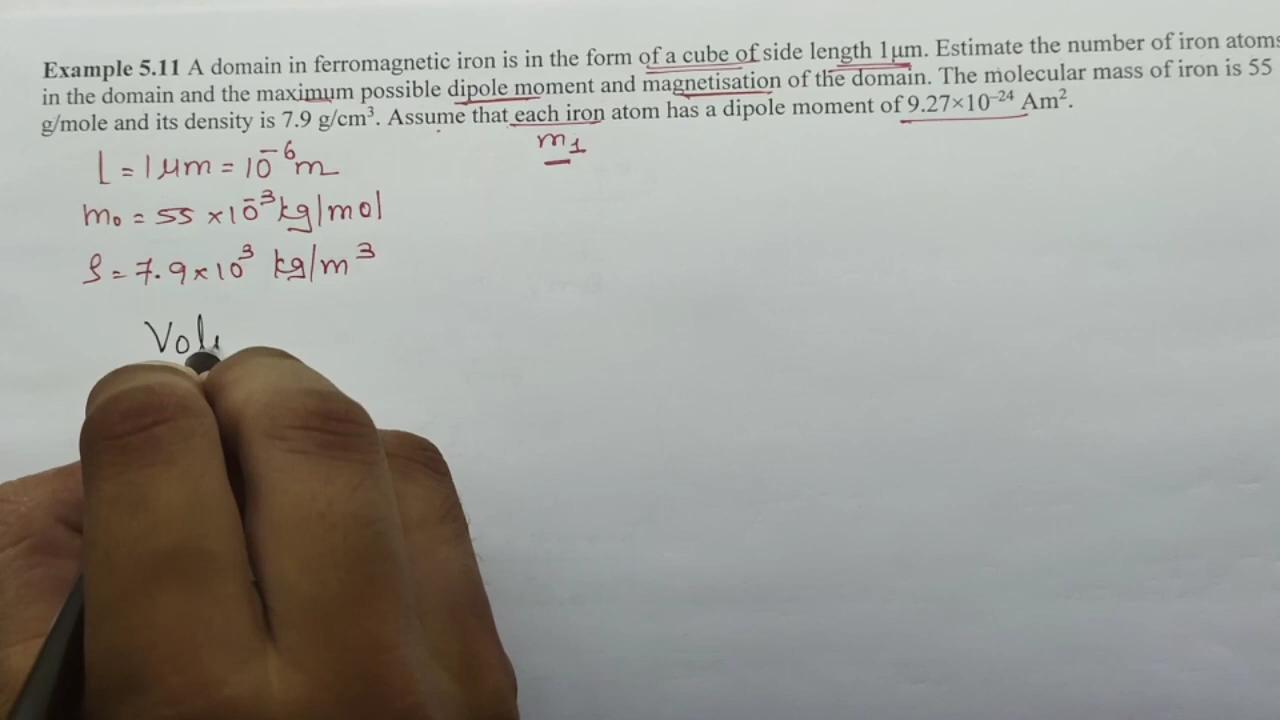 Example 5.11 A domain in ferromagnetic iron is in the form of a cube of side length 1μm. Estimate the number of iron atoms
in the domain and the maximum possible dipole moment and magnetisation of the domain. The molecular mass of iron is 55
g/mole and its density is 7.9 g/cm³. Assume that each iron atom has a dipole moment of 9.27×10⁻²⁴ Am².
m₁
l = 1 μm = 10⁻⁶ m
m₀ = 55 × 10⁻³ kg/mol
ρ = 7.9 × 10³ kg/m³
Vol